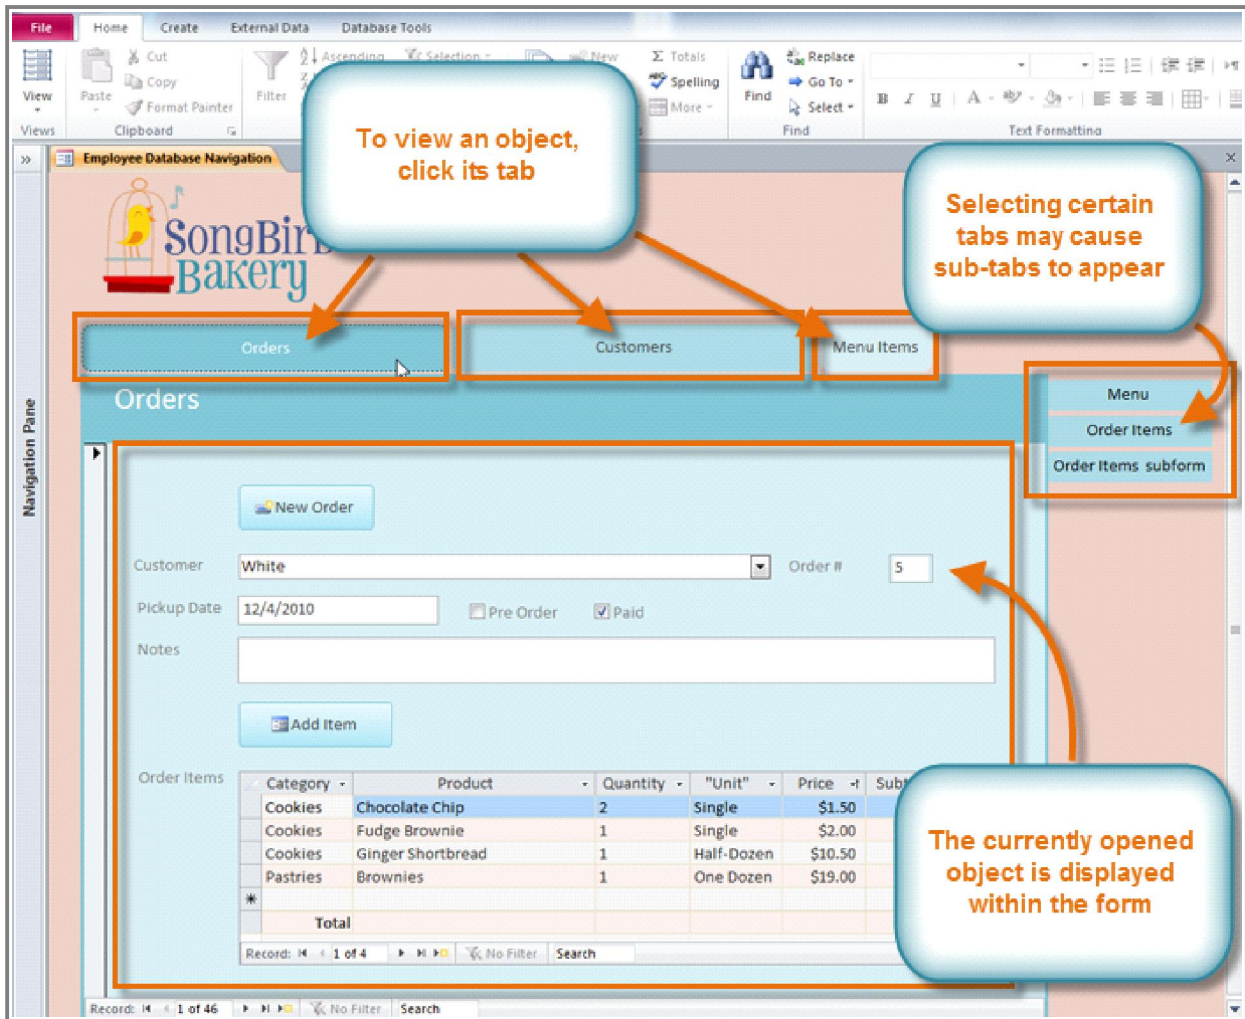 File Home Create External Data Database Tools
Cut
Copy
Format Painter
View
Paste
Filter
Ascending
Selection
New
Totals
Spelling
More
Find
Replace
Go To
Select
B I U A
Views Clipboard Find Text Formatting
To view an object,
click its tab
Employee Database Navigation
SongBir
Bakery
Selecting certain
tabs may cause
sub-tabs to appear
Orders Customers Menu Items
Orders
Menu
Order Items
Order Items subform
Navigation Pane
New Order
Customer White Order # 5
Pickup Date 12/4/2010 Pre Order Paid
Notes
Add Item
Order Items
Category Product Quantity "Unit" Price Subt
Cookies Chocolate Chip 2 Single $1.50
Cookies Fudge Brownie 1 Single $2.00
Cookies Ginger Shortbread 1 Half-Dozen $10.50
Pastries Brownies 1 One Dozen $19.00
Total
Record: 1 of 4 No Filter Search
The currently opened
object is displayed
within the form
Record: 1 of 46 No Filter Search